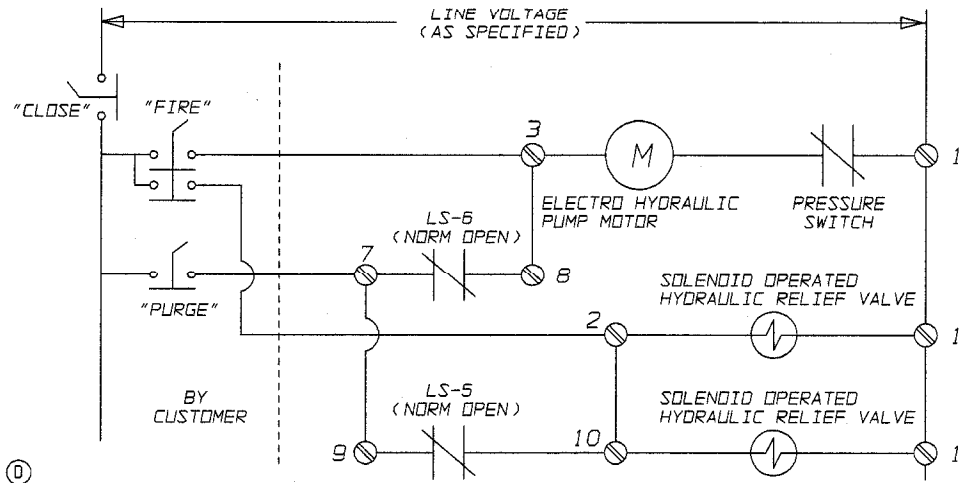 LINE VOLTAGE
(AS SPECIFIED)
"CLOSE"
"FIRE"
3
M
1
ELECTRO HYDRAULIC
PUMP MOTOR
PRESSURE
SWITCH
LS-6
(NORM OPEN)
7
8
"PURGE"
SOLENOID OPERATED
HYDRAULIC RELIEF VALVE
2
1
BY
CUSTOMER
LS-5
(NORM OPEN)
SOLENOID OPERATED
HYDRAULIC RELIEF VALVE
9
10
1
D